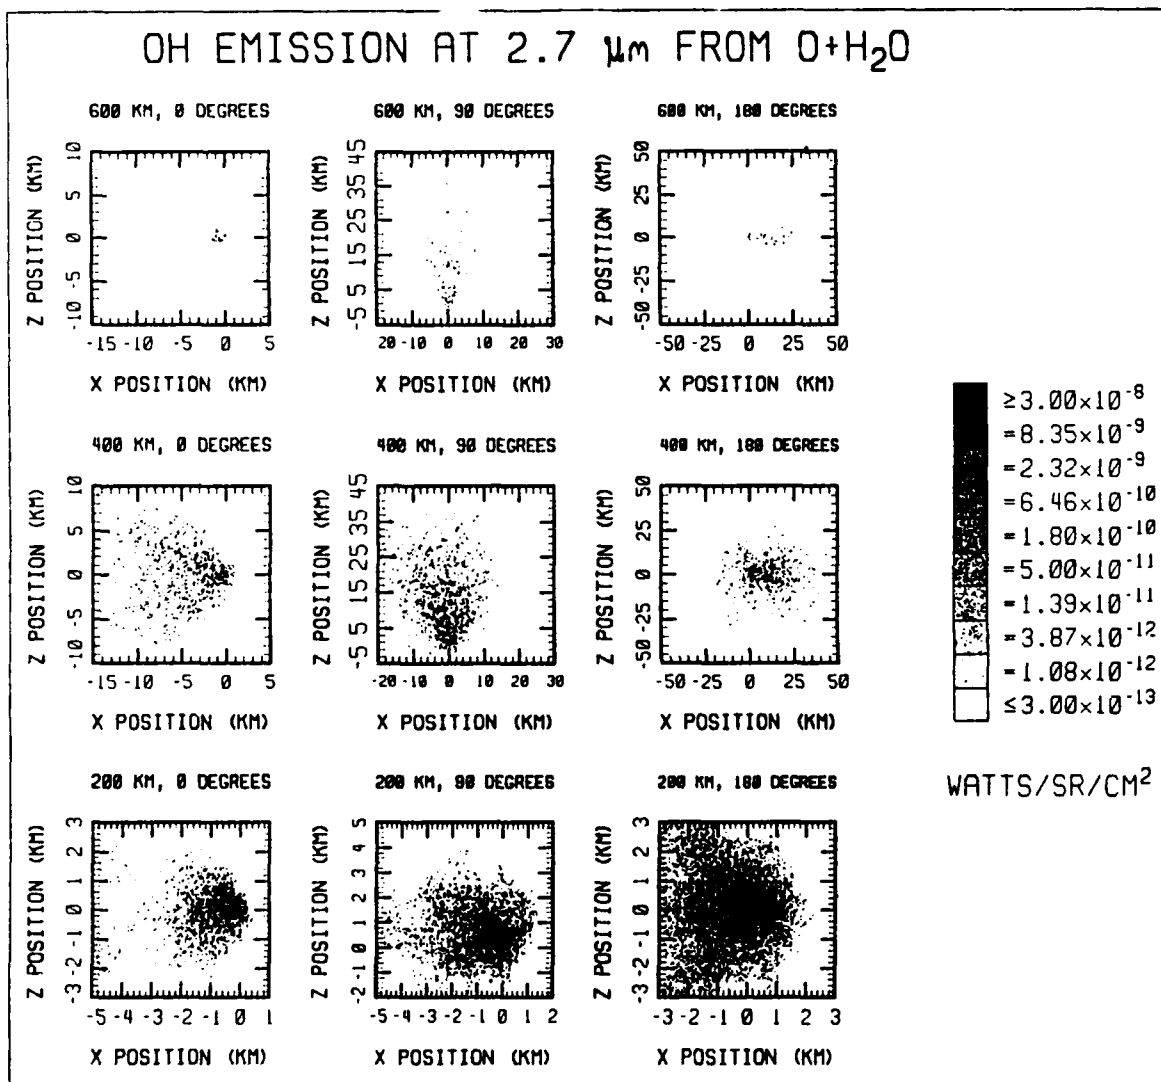 OH EMISSION AT 2.7 μm FROM O+H₂O
600 KM, 0 DEGREES
600 KM, 90 DEGREES
600 KM, 180 DEGREES
Z POSITION (KM)
10
5
0
-5
-10
-15 -10 -5 0 5
X POSITION (KM)
Z POSITION (KM)
45
35
25
15
5
-5
-20 -10 0 10 20 30
X POSITION (KM)
Z POSITION (KM)
50
25
0
-25
-50
-50 -25 0 25 50
X POSITION (KM)
400 KM, 0 DEGREES
400 KM, 90 DEGREES
400 KM, 180 DEGREES
Z POSITION (KM)
10
5
0
-5
-10
-15 -10 -5 0 5
X POSITION (KM)
Z POSITION (KM)
45
35
25
15
5
-5
-20 -10 0 10 20 30
X POSITION (KM)
Z POSITION (KM)
50
25
0
-25
-50
-50 -25 0 25 50
X POSITION (KM)
200 KM, 0 DEGREES
200 KM, 90 DEGREES
200 KM, 180 DEGREES
Z POSITION (KM)
3
2
1
0
-1
-2
-3
-5 -4 -3 -2 -1 0 1
X POSITION (KM)
Z POSITION (KM)
5
4
3
2
1
0
-1
-2
-5 -4 -3 -2 -1 0 1 2
X POSITION (KM)
Z POSITION (KM)
3
2
1
0
-1
-2
-3
-3 -2 -1 0 1 2 3
X POSITION (KM)
≥3.00×10⁻⁸
=8.35×10⁻⁹
=2.32×10⁻⁹
=6.46×10⁻¹⁰
=1.80×10⁻¹⁰
=5.00×10⁻¹¹
=1.39×10⁻¹¹
=3.87×10⁻¹²
=1.08×10⁻¹²
≤3.00×10⁻¹³
WATTS/SR/CM²